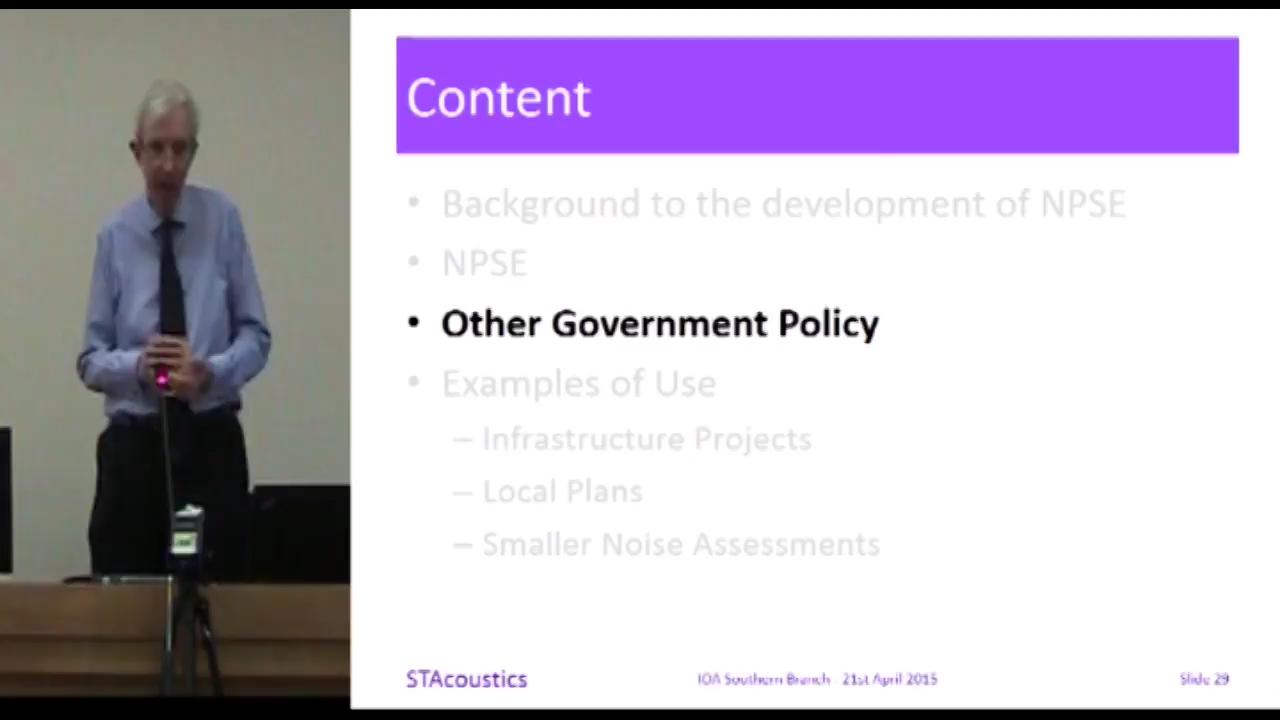 Content
• Background to the development of NPSE
• NPSE
• Other Government Policy
• Examples of Use
– Infrastructure Projects
– Local Plans
– Smaller Noise Assessments
STAcoustics
IOA Southern Branch - 21st April 2015
Slide 29